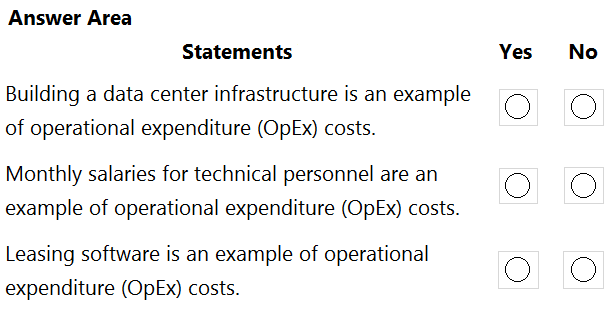 Answer Area
Statements Yes No
Building a data center infrastructure is an example
of operational expenditure (OpEx) costs.
Monthly salaries for technical personnel are an
example of operational expenditure (OpEx) costs.
Leasing software is an example of operational
expenditure (OpEx) costs.